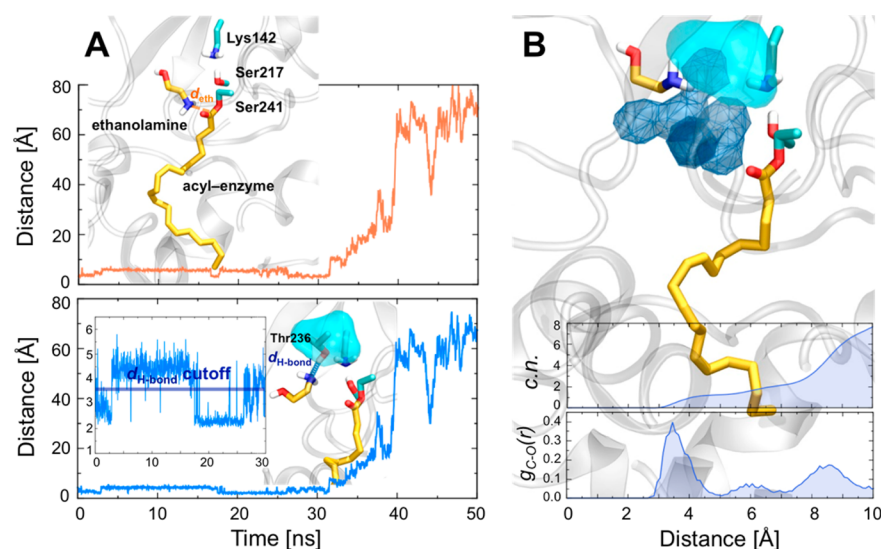 A
Lys142
Ser217
d_eth
Ser241
ethanolamine
acyl–enzyme
Distance [Å]
80
60
40
20
0
Distance [Å]
80
60
40
20
0
6
5
4
3
2
1
d_H-bond cutoff
0 10 20 30
Thr236
d_H-bond
0 10 20 30 40 50
Time [ns]
B
c.n.
8
6
4
2
0
g_C-O(r)
0.4
0.3
0.2
0.1
0.0
0 2 4 6 8 10
Distance [Å]